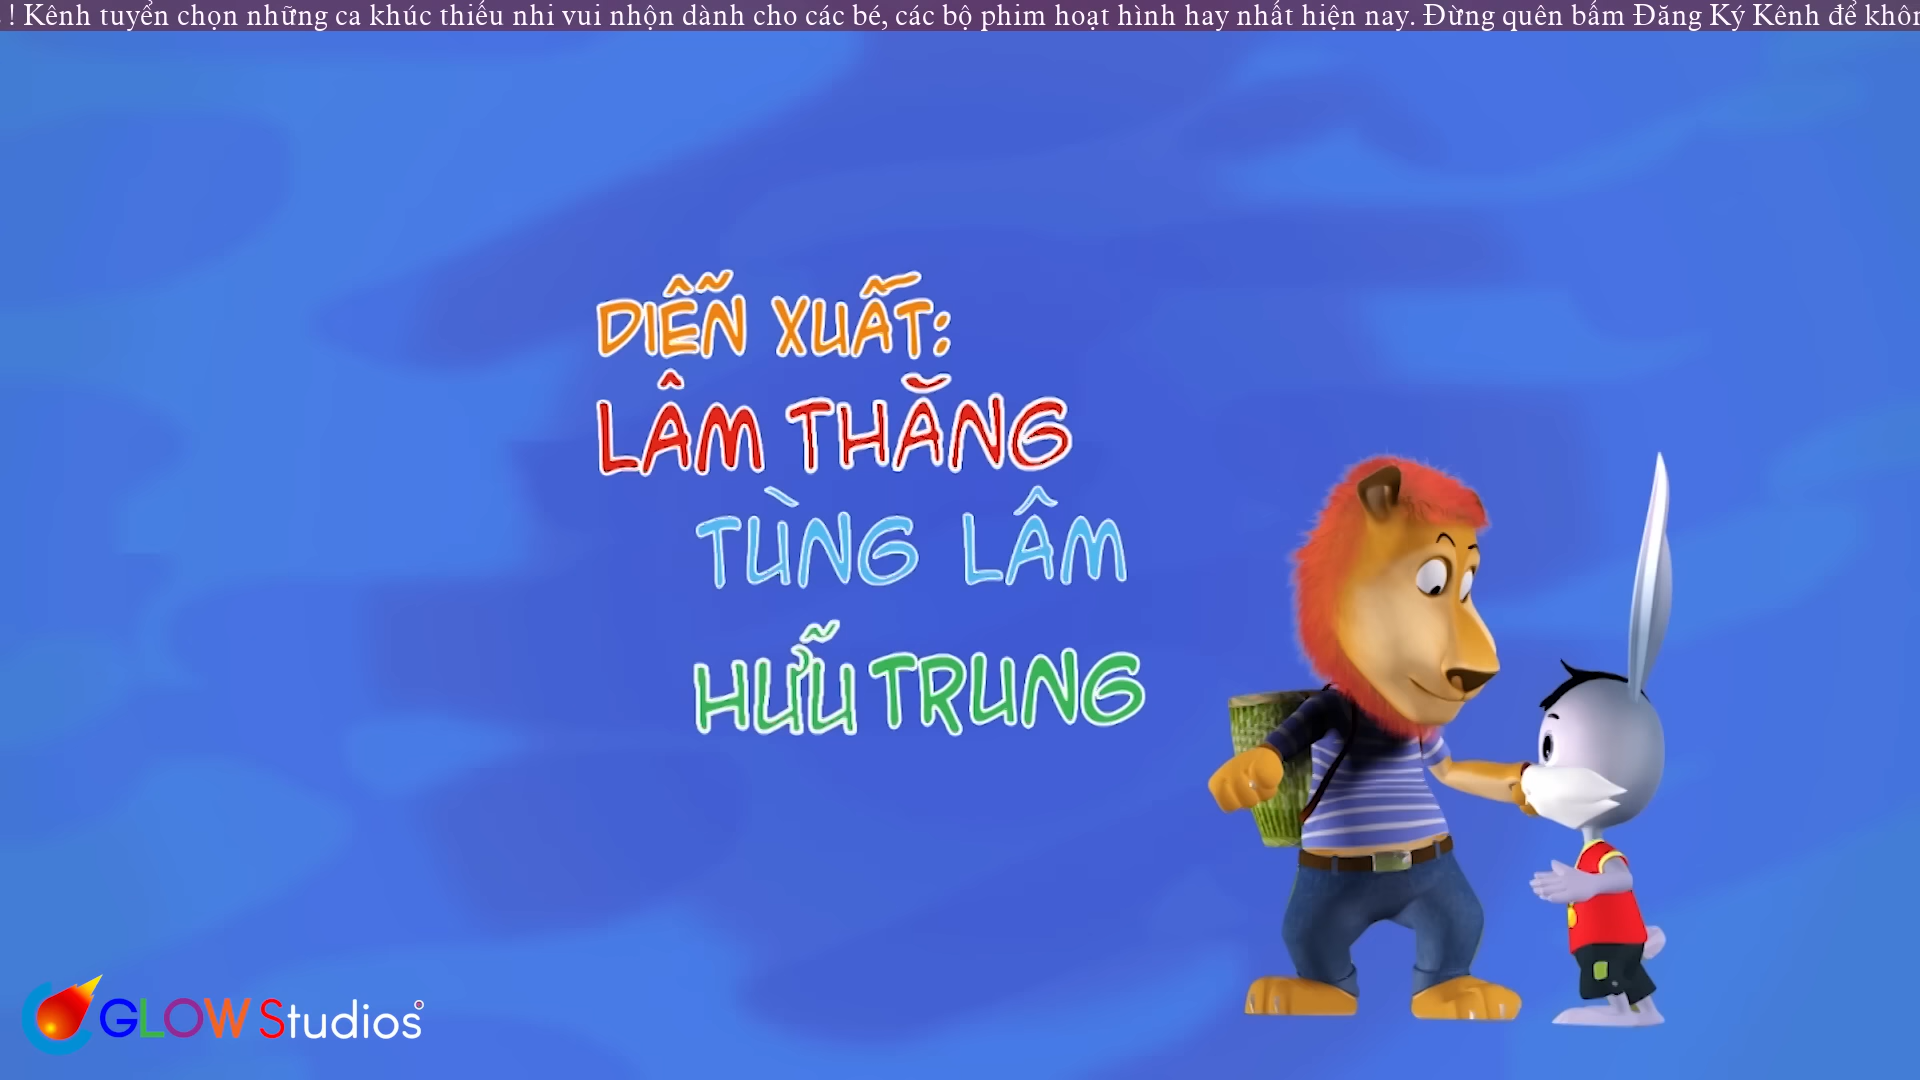 ! Kênh tuyển chọn những ca khúc thiếu nhi vui nhộn dành cho các bé, các bộ phim hoạt hình hay nhất hiện nay. Đừng quên bấm Đăng Ký Kênh để khôn
DIỄN XUẤT:
LÂM THẮNG
TÙNG LÂM
HỮU TRUNG
GLOW Studios